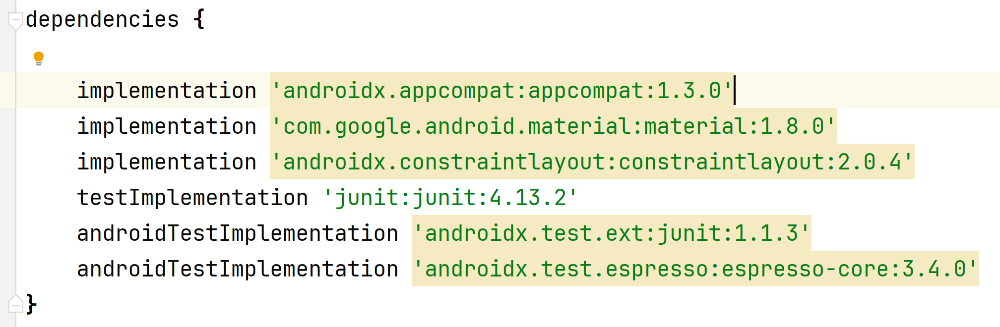 dependencies {
implementation 'androidx.appcompat:appcompat:1.3.0'
implementation 'com.google.android.material:material:1.8.0'
implementation 'androidx.constraintlayout:constraintlayout:2.0.4'
testImplementation 'junit:junit:4.13.2'
androidTestImplementation 'androidx.test.ext:junit:1.1.3'
androidTestImplementation 'androidx.test.espresso:espresso-core:3.4.0'
}